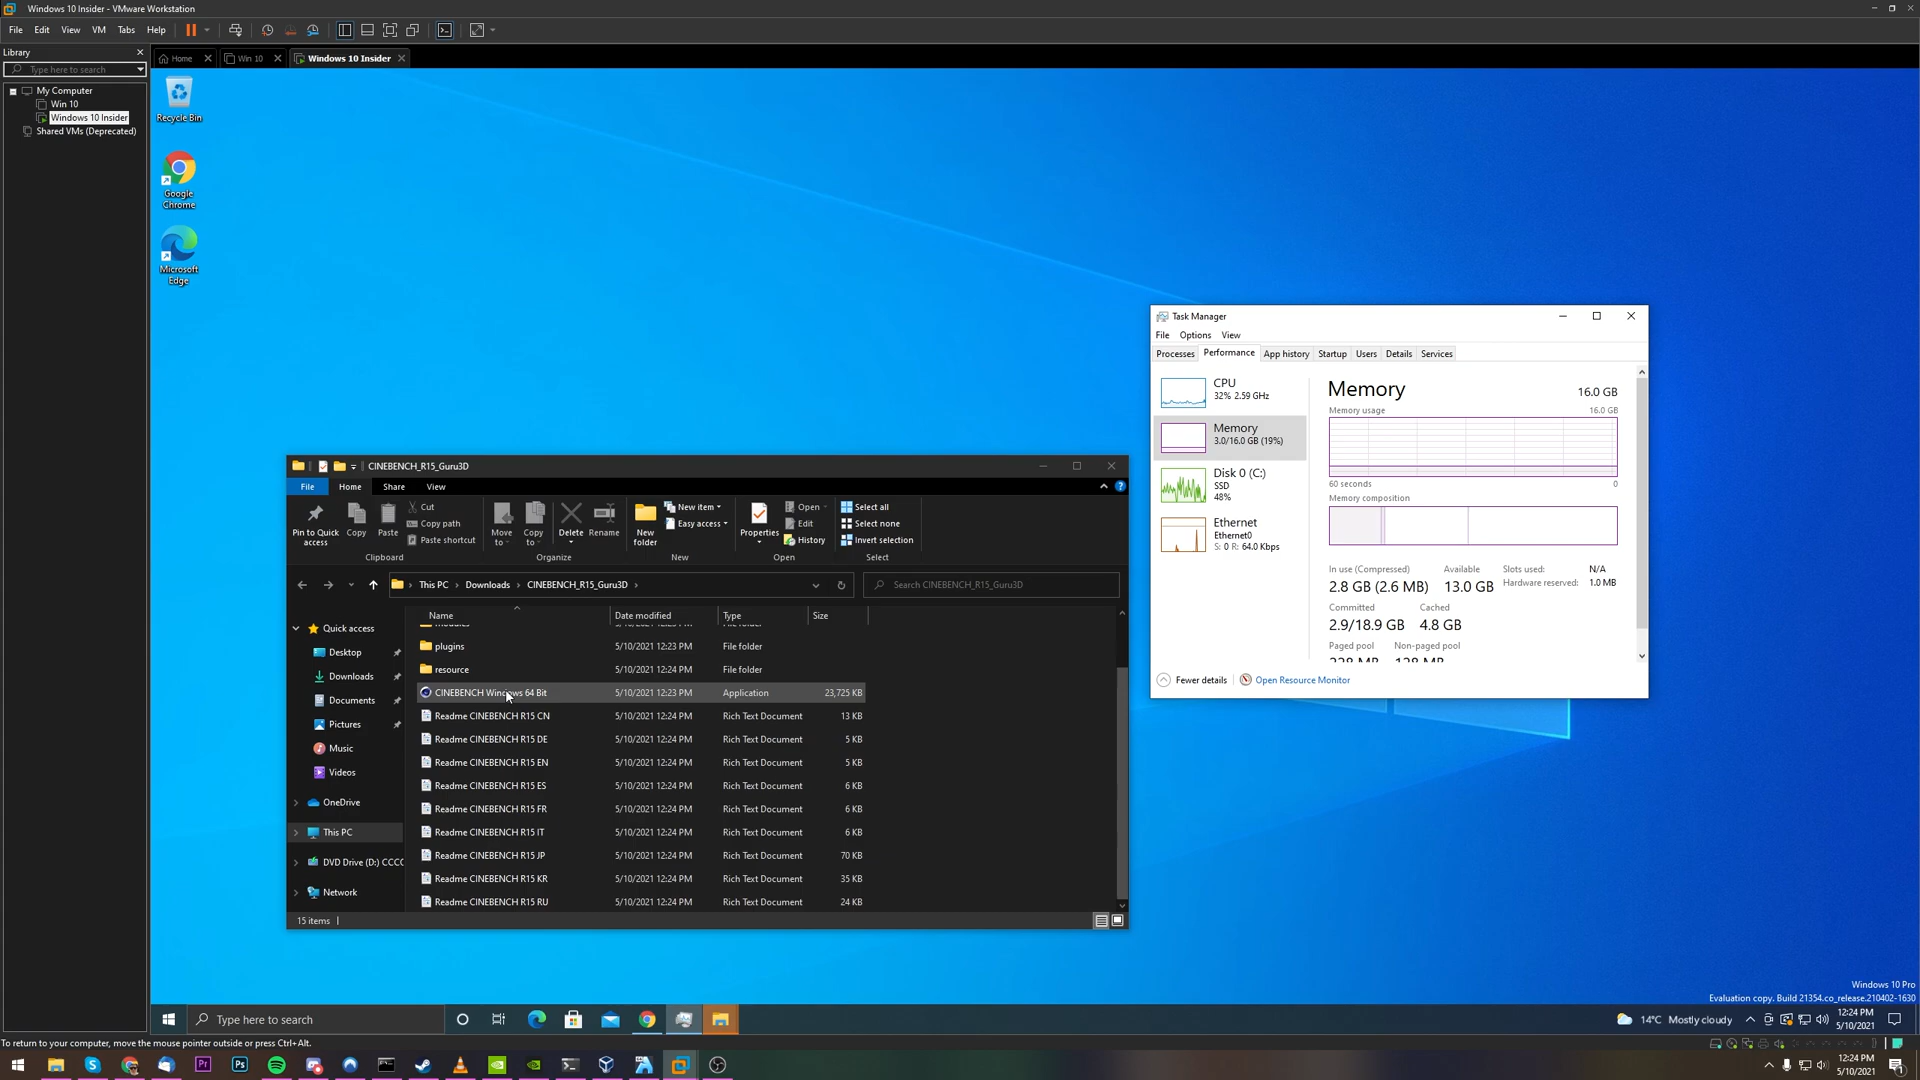 Windows 10 Insider - VMware Workstation
File Edit View VM Tabs Help
Library
Type here to search
My Computer
Win 10
Windows 10 Insider
Shared VMs (Deprecated)
Home
Win 10
Windows 10 Insider
Recycle Bin
Google
Chrome
Microsoft
Edge
Task Manager
File Options View
Processes Performance App history Startup Users Details Services
CPU
32% 2.59 GHz
Memory
3.0/16.0 GB (19%)
Disk 0 (C:)
SSD
48%
Ethernet
Ethernet0
S: 0 R: 64.0 Kbps
Memory 16.0 GB
Memory usage 16.0 GB
60 seconds 0
Memory composition
In use (Compressed) Available Slots used: N/A
2.8 GB (2.6 MB) 13.0 GB Hardware reserved: 1.0 MB
Committed Cached
2.9/18.9 GB 4.8 GB
Paged pool Non-paged pool
228 MB 128 MB
Fewer details Open Resource Monitor
CINEBENCH_R15_Guru3D
File Home Share View
Pin to Quick
access
Copy
Paste
Cut
Copy path
Paste shortcut
Clipboard
Move
to
Copy
to
Delete
Rename
Organize
New
folder
New item
Easy access
New
Properties
Open
Edit
History
Open
Select all
Select none
Invert selection
Select
This PC › Downloads › CINEBENCH_R15_Guru3D ›
Search CINEBENCH_R15_Guru3D
Quick access
Desktop
Downloads
Documents
Pictures
Music
Videos
OneDrive
This PC
DVD Drive (D:) CCCO
Network
Name Date modified Type Size
plugins 5/10/2021 12:23 PM File folder
resource 5/10/2021 12:24 PM File folder
CINEBENCH Windows 64 Bit 5/10/2021 12:23 PM Application 23,725 KB
Readme CINEBENCH R15 CN 5/10/2021 12:24 PM Rich Text Document 13 KB
Readme CINEBENCH R15 DE 5/10/2021 12:24 PM Rich Text Document 5 KB
Readme CINEBENCH R15 EN 5/10/2021 12:24 PM Rich Text Document 5 KB
Readme CINEBENCH R15 ES 5/10/2021 12:24 PM Rich Text Document 6 KB
Readme CINEBENCH R15 FR 5/10/2021 12:24 PM Rich Text Document 6 KB
Readme CINEBENCH R15 IT 5/10/2021 12:24 PM Rich Text Document 6 KB
Readme CINEBENCH R15 JP 5/10/2021 12:24 PM Rich Text Document 70 KB
Readme CINEBENCH R15 KR 5/10/2021 12:24 PM Rich Text Document 35 KB
Readme CINEBENCH R15 RU 5/10/2021 12:24 PM Rich Text Document 24 KB
15 items
Windows 10 Pro
Evaluation copy. Build 21354.co_release.210402-1630
Type here to search
14°C Mostly cloudy
12:24 PM
5/10/2021
To return to your computer, move the mouse pointer outside or press Ctrl+Alt.
Pr
Ps
12:24 PM
5/10/2021